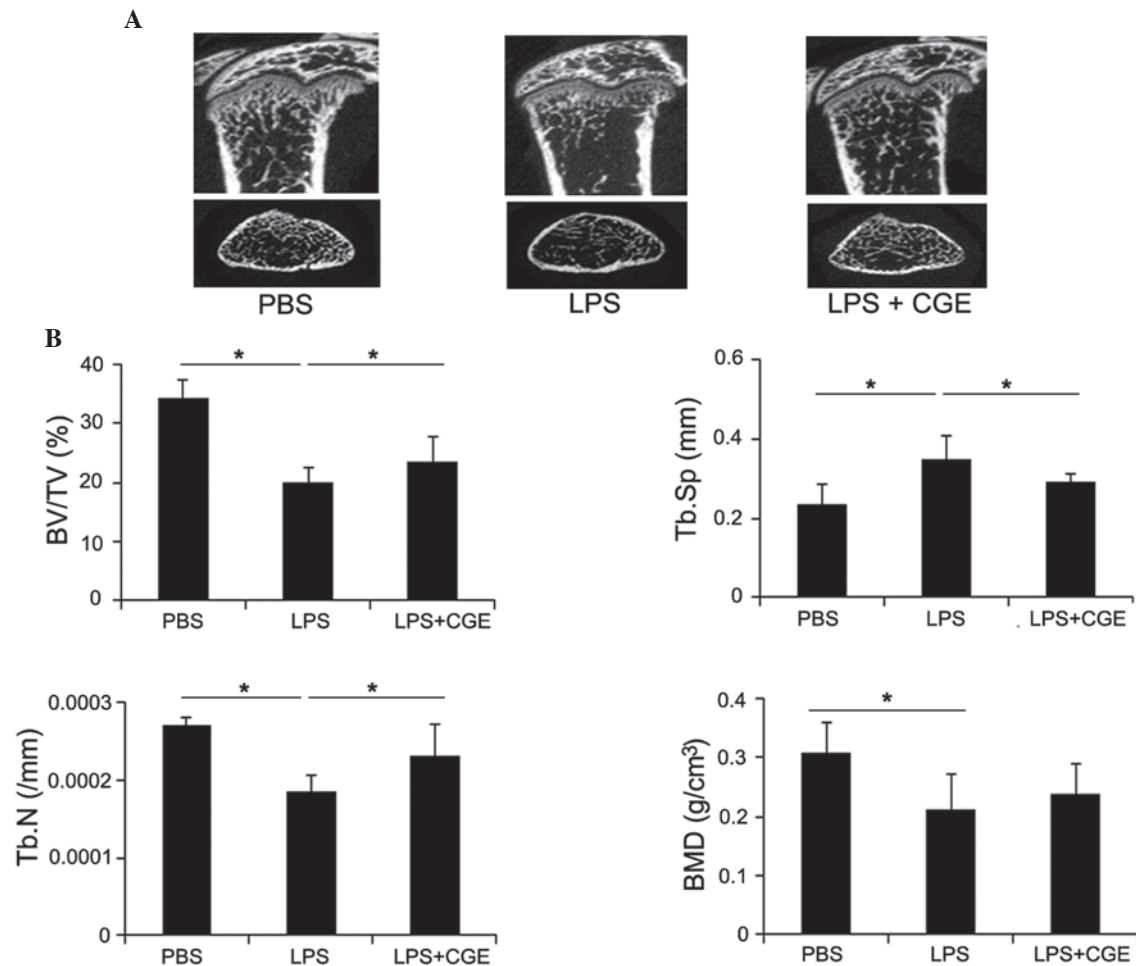 A
PBS
LPS
LPS + CGE
B
BV/TV (%)
40
30
20
10
0
*
*
PBS
LPS
LPS+CGE
Tb.Sp (mm)
0.6
0.4
0.2
0
*
*
PBS
LPS
LPS+CGE
Tb.N (/mm)
0.0003
0.0002
0.0001
0
*
*
PBS
LPS
LPS+CGE
BMD (g/cm³)
0.4
0.3
0.2
0.1
0
*
PBS
LPS
LPS+CGE